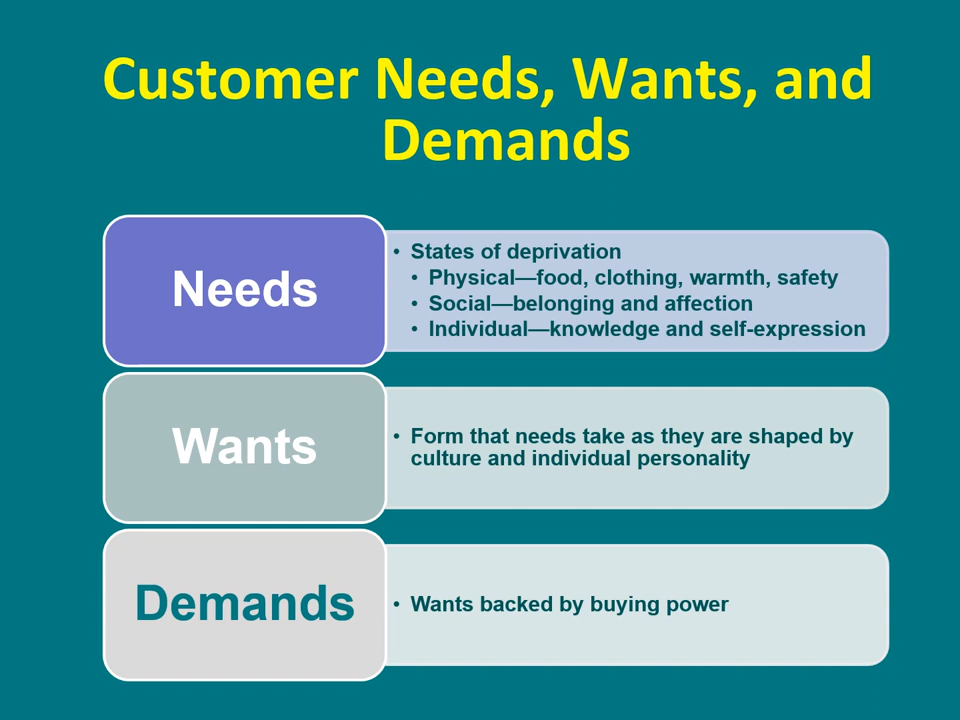 Customer Needs, Wants, and
Demands
Needs
• States of deprivation
• Physical—food, clothing, warmth, safety
• Social—belonging and affection
• Individual—knowledge and self-expression
Wants
• Form that needs take as they are shaped by
culture and individual personality
Demands
• Wants backed by buying power